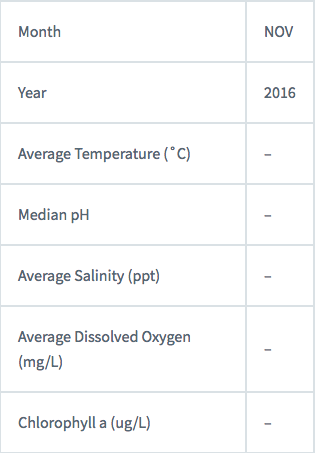 Month NOV
Year 2016
Average Temperature (˚C) –
Median pH –
Average Salinity (ppt) –
Average Dissolved Oxygen
(mg/L) –
Chlorophyll a (ug/L) –